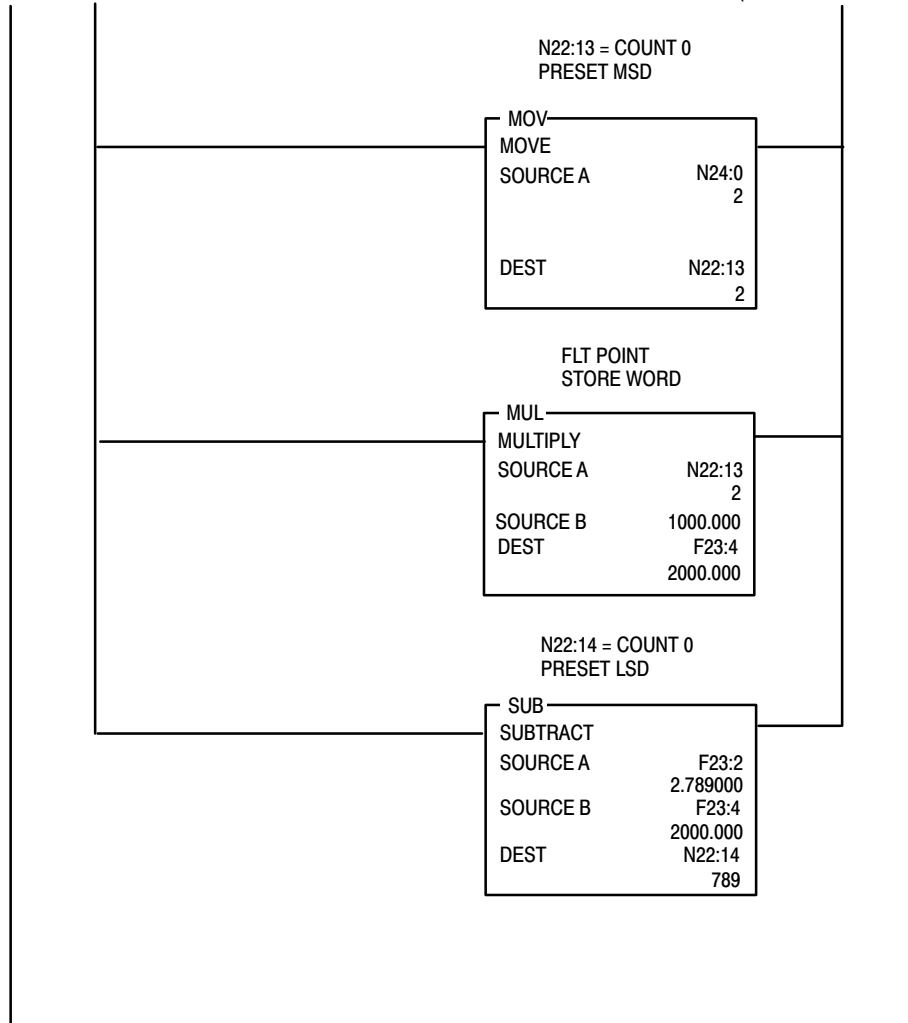 N22:13 = COUNT 0
PRESET MSD
MOV
MOVE
SOURCE A N24:0
2
DEST N22:13
2
FLT POINT
STORE WORD
MUL
MULTIPLY
SOURCE A N22:13
2
SOURCE B 1000.000
DEST F23:4
2000.000
N22:14 = COUNT 0
PRESET LSD
SUB
SUBTRACT
SOURCE A F23:2
2.789000
SOURCE B F23:4
2000.000
DEST N22:14
789